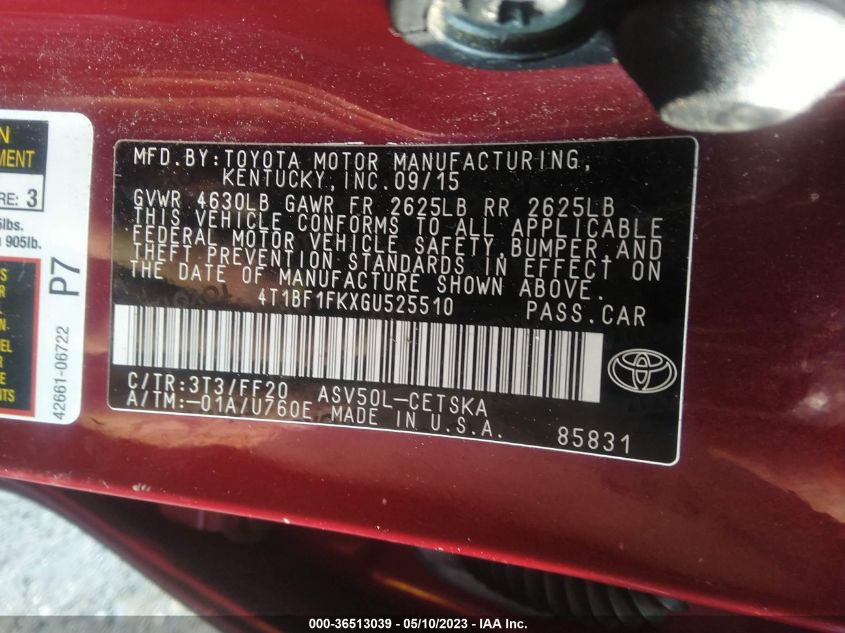 MFD.BY:TOYOTA MOTOR MANUFACTURING,
KENTUCKY, INC.09/15
GVWR 4630LB GAWR FR 2625LB RR 2625LB
THIS VEHICLE CONFORMS TO ALL APPLICABLE
FEDERAL MOTOR VEHICLE SAFETY, BUMPER, AND
THEFT PREVENTION STANDARDS IN EFFECT ON
THE DATE OF MANUFACTURE SHOWN ABOVE.
4T1BF1FKXGU525510 PASS.CAR
C/TR:3T3/FF20 ASV50L-CETSKA
A/TM:-01A/U760E MADE IN U.S.A. 85831
3
905lb.
P7
42661-06722
000-36513039 - 05/10/2023 - IAA Inc.